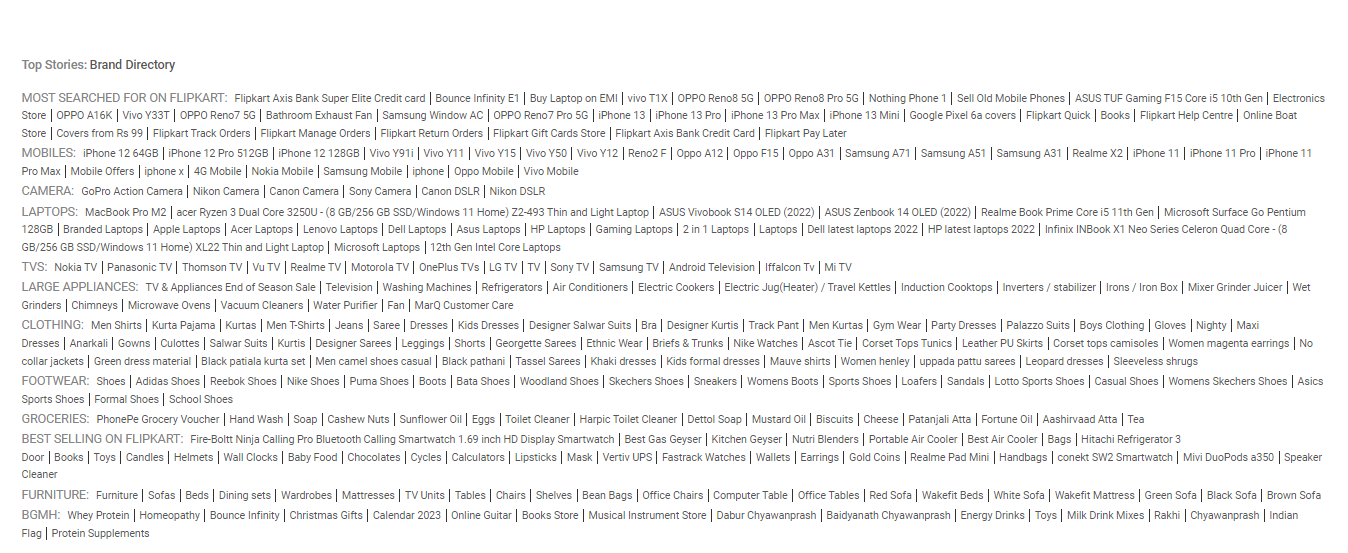 Top Stories: Brand Directory
MOST SEARCHED FOR ON FLIPKART: Flipkart Axis Bank Super Elite Credit card | Bounce Infinity E1 | Buy Laptop on EMI | vivo T1X | OPPO Reno8 5G | OPPO Reno8 Pro 5G | Nothing Phone 1 | Sell Old Mobile Phones | ASUS TUF Gaming F15 Core i5 10th Gen | Electronics
Store | OPPO A16K | Vivo Y33T | OPPO Reno7 5G | Bathroom Exhaust Fan | Samsung Window AC | OPPO Reno7 Pro 5G | iPhone 13 | iPhone 13 Pro | iPhone 13 Pro Max | iPhone 13 Mini | Google Pixel 6a covers | Flipkart Quick | Books | Flipkart Help Centre | Online Boat
Store | Covers from Rs 99 | Flipkart Track Orders | Flipkart Manage Orders | Flipkart Return Orders | Flipkart Gift Cards Store | Flipkart Axis Bank Credit Card | Flipkart Pay Later
MOBILES: iPhone 12 64GB | iPhone 12 Pro 512GB | iPhone 12 128GB | Vivo Y91i | Vivo Y11 | Vivo Y15 | Vivo Y50 | Vivo Y12 | Reno2 F | Oppo A12 | Oppo F15 | Oppo A31 | Samsung A71 | Samsung A51 | Samsung A31 | Realme X2 | iPhone 11 | iPhone 11 Pro | iPhone 11
Pro Max | Mobile Offers | iphone x | 4G Mobile | Nokia Mobile | Samsung Mobile | iphone | Oppo Mobile | Vivo Mobile
CAMERA: GoPro Action Camera | Nikon Camera | Canon Camera | Sony Camera | Canon DSLR | Nikon DSLR
LAPTOPS: MacBook Pro M2 | acer Ryzen 3 Dual Core 3250U - (8 GB/256 GB SSD/Windows 11 Home) Z2-493 Thin and Light Laptop | ASUS Vivobook S14 OLED (2022) | ASUS Zenbook 14 OLED (2022) | Realme Book Prime Core i5 11th Gen | Microsoft Surface Go Pentium
128GB | Branded Laptops | Apple Laptops | Acer Laptops | Lenovo Laptops | Dell Laptops | Asus Laptops | HP Laptops | Gaming Laptops | 2 in 1 Laptops | Laptops | Dell latest laptops 2022 | HP latest laptops 2022 | Infinix INBook X1 Neo Series Celeron Quad Core - (8
GB/256 GB SSD/Windows 11 Home) XL22 Thin and Light Laptop | Microsoft Laptops | 12th Gen Intel Core Laptops
TVS: Nokia TV | Panasonic TV | Thomson TV | Vu TV | Realme TV | Motorola TV | OnePlus TVs | LG TV | TV | Sony TV | Samsung TV | Android Television | Iffalcon Tv | Mi TV
LARGE APPLIANCES: TV & Appliances End of Season Sale | Television | Washing Machines | Refrigerators | Air Conditioners | Electric Cookers | Electric Jug(Heater) / Travel Kettles | Induction Cooktops | Inverters / stabilizer | Irons / Iron Box | Mixer Grinder Juicer | Wet
Grinders | Chimneys | Microwave Ovens | Vacuum Cleaners | Water Purifier | Fan | MarQ Customer Care
CLOTHING: Men Shirts | Kurta Pajama | Kurtas | Men T-Shirts | Jeans | Saree | Dresses | Kids Dresses | Designer Salwar Suits | Bra | Designer Kurtis | Track Pant | Men Kurtas | Gym Wear | Party Dresses | Palazzo Suits | Boys Clothing | Gloves | Nighty | Maxi
Dresses | Anarkali | Gowns | Culottes | Salwar Suits | Kurtis | Designer Sarees | Leggings | Shorts | Georgette Sarees | Ethnic Wear | Briefs & Trunks | Nike Watches | Ascot Tie | Corset Tops Tunics | Leather PU Skirts | Corset tops camisoles | Women magenta earrings | No
collar jackets | Green dress material | Black patiala kurta set | Men camel shoes casual | Black pathani | Tassel Sarees | Khaki dresses | Kids formal dresses | Mauve shirts | Women henley | uppada pattu sarees | Leopard dresses | Sleeveless shrugs
FOOTWEAR: Shoes | Adidas Shoes | Reebok Shoes | Nike Shoes | Puma Shoes | Boots | Bata Shoes | Woodland Shoes | Skechers Shoes | Sneakers | Womens Boots | Sports Shoes | Loafers | Sandals | Lotto Sports Shoes | Casual Shoes | Womens Skechers Shoes | Asics
Sports Shoes | Formal Shoes | School Shoes
GROCERIES: PhonePe Grocery Voucher | Hand Wash | Soap | Cashew Nuts | Sunflower Oil | Eggs | Toilet Cleaner | Harpic Toilet Cleaner | Dettol Soap | Mustard Oil | Biscuits | Cheese | Patanjali Atta | Fortune Oil | Aashirvaad Atta | Tea
BEST SELLING ON FLIPKART: Fire-Boltt Ninja Calling Pro Bluetooth Calling Smartwatch 1.69 inch HD Display Smartwatch | Best Gas Geyser | Kitchen Geyser | Nutri Blenders | Portable Air Cooler | Best Air Cooler | Bags | Hitachi Refrigerator 3
Door | Books | Toys | Candles | Helmets | Wall Clocks | Baby Food | Chocolates | Cycles | Calculators | Lipsticks | Mask | Vertiv UPS | Fastrack Watches | Wallets | Earrings | Gold Coins | Realme Pad Mini | Handbags | conekt SW2 Smartwatch | Mivi DuoPods a350 | Speaker
Cleaner
FURNITURE: Furniture | Sofas | Beds | Dining sets | Wardrobes | Mattresses | TV Units | Tables | Chairs | Shelves | Bean Bags | Office Chairs | Computer Table | Office Tables | Red Sofa | Wakefit Beds | White Sofa | Wakefit Mattress | Green Sofa | Black Sofa | Brown Sofa
BGMH: Whey Protein | Homeopathy | Bounce Infinity | Christmas Gifts | Calendar 2023 | Online Guitar | Books Store | Musical Instrument Store | Dabur Chyawanprash | Baidyanath Chyawanprash | Energy Drinks | Toys | Milk Drink Mixes | Rakhi | Chyawanprash | Indian
Flag | Protein Supplements